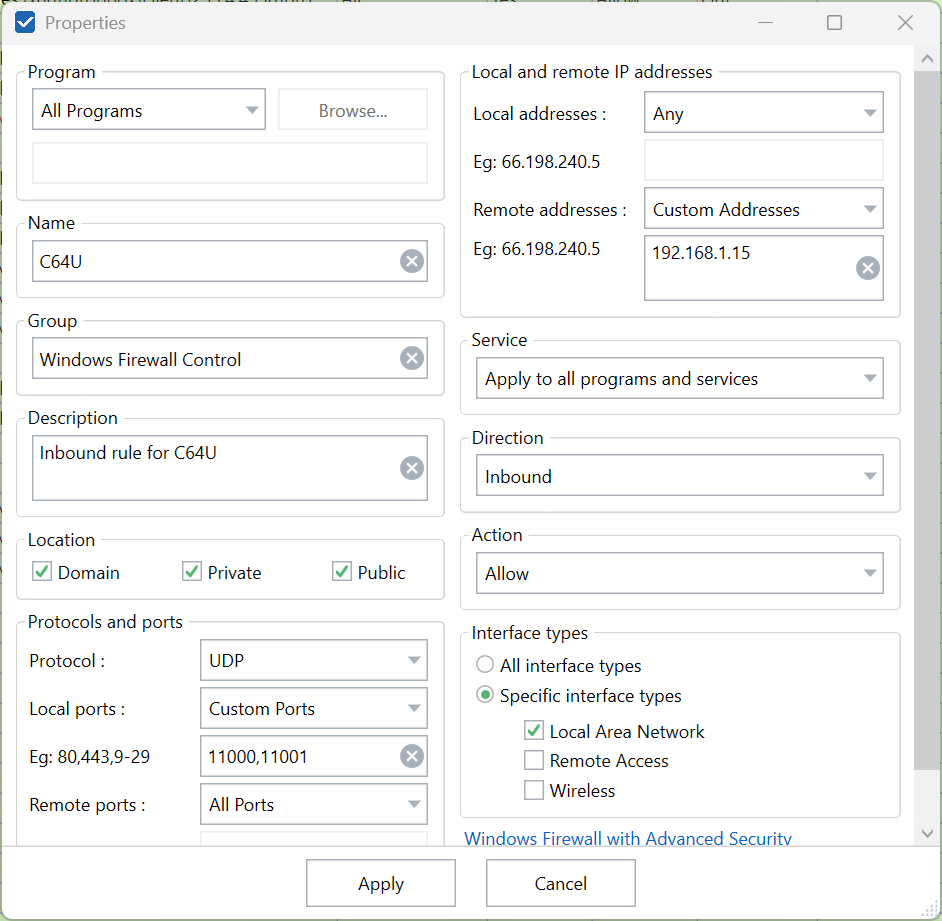 Properties
Program
All Programs
Browse...
Name
C64U
Group
Windows Firewall Control
Description
Inbound rule for C64U
Location
Domain
Private
Public
Protocols and ports
Protocol :
UDP
Local ports :
Custom Ports
Eg: 80,443,9-29
11000,11001
Remote ports :
All Ports
Local and remote IP addresses
Local addresses :
Any
Eg: 66.198.240.5
Remote addresses :
Custom Addresses
Eg: 66.198.240.5
192.168.1.15
Service
Apply to all programs and services
Direction
Inbound
Action
Allow
Interface types
All interface types
Specific interface types
Local Area Network
Remote Access
Wireless
Windows Firewall with Advanced Security
Apply
Cancel